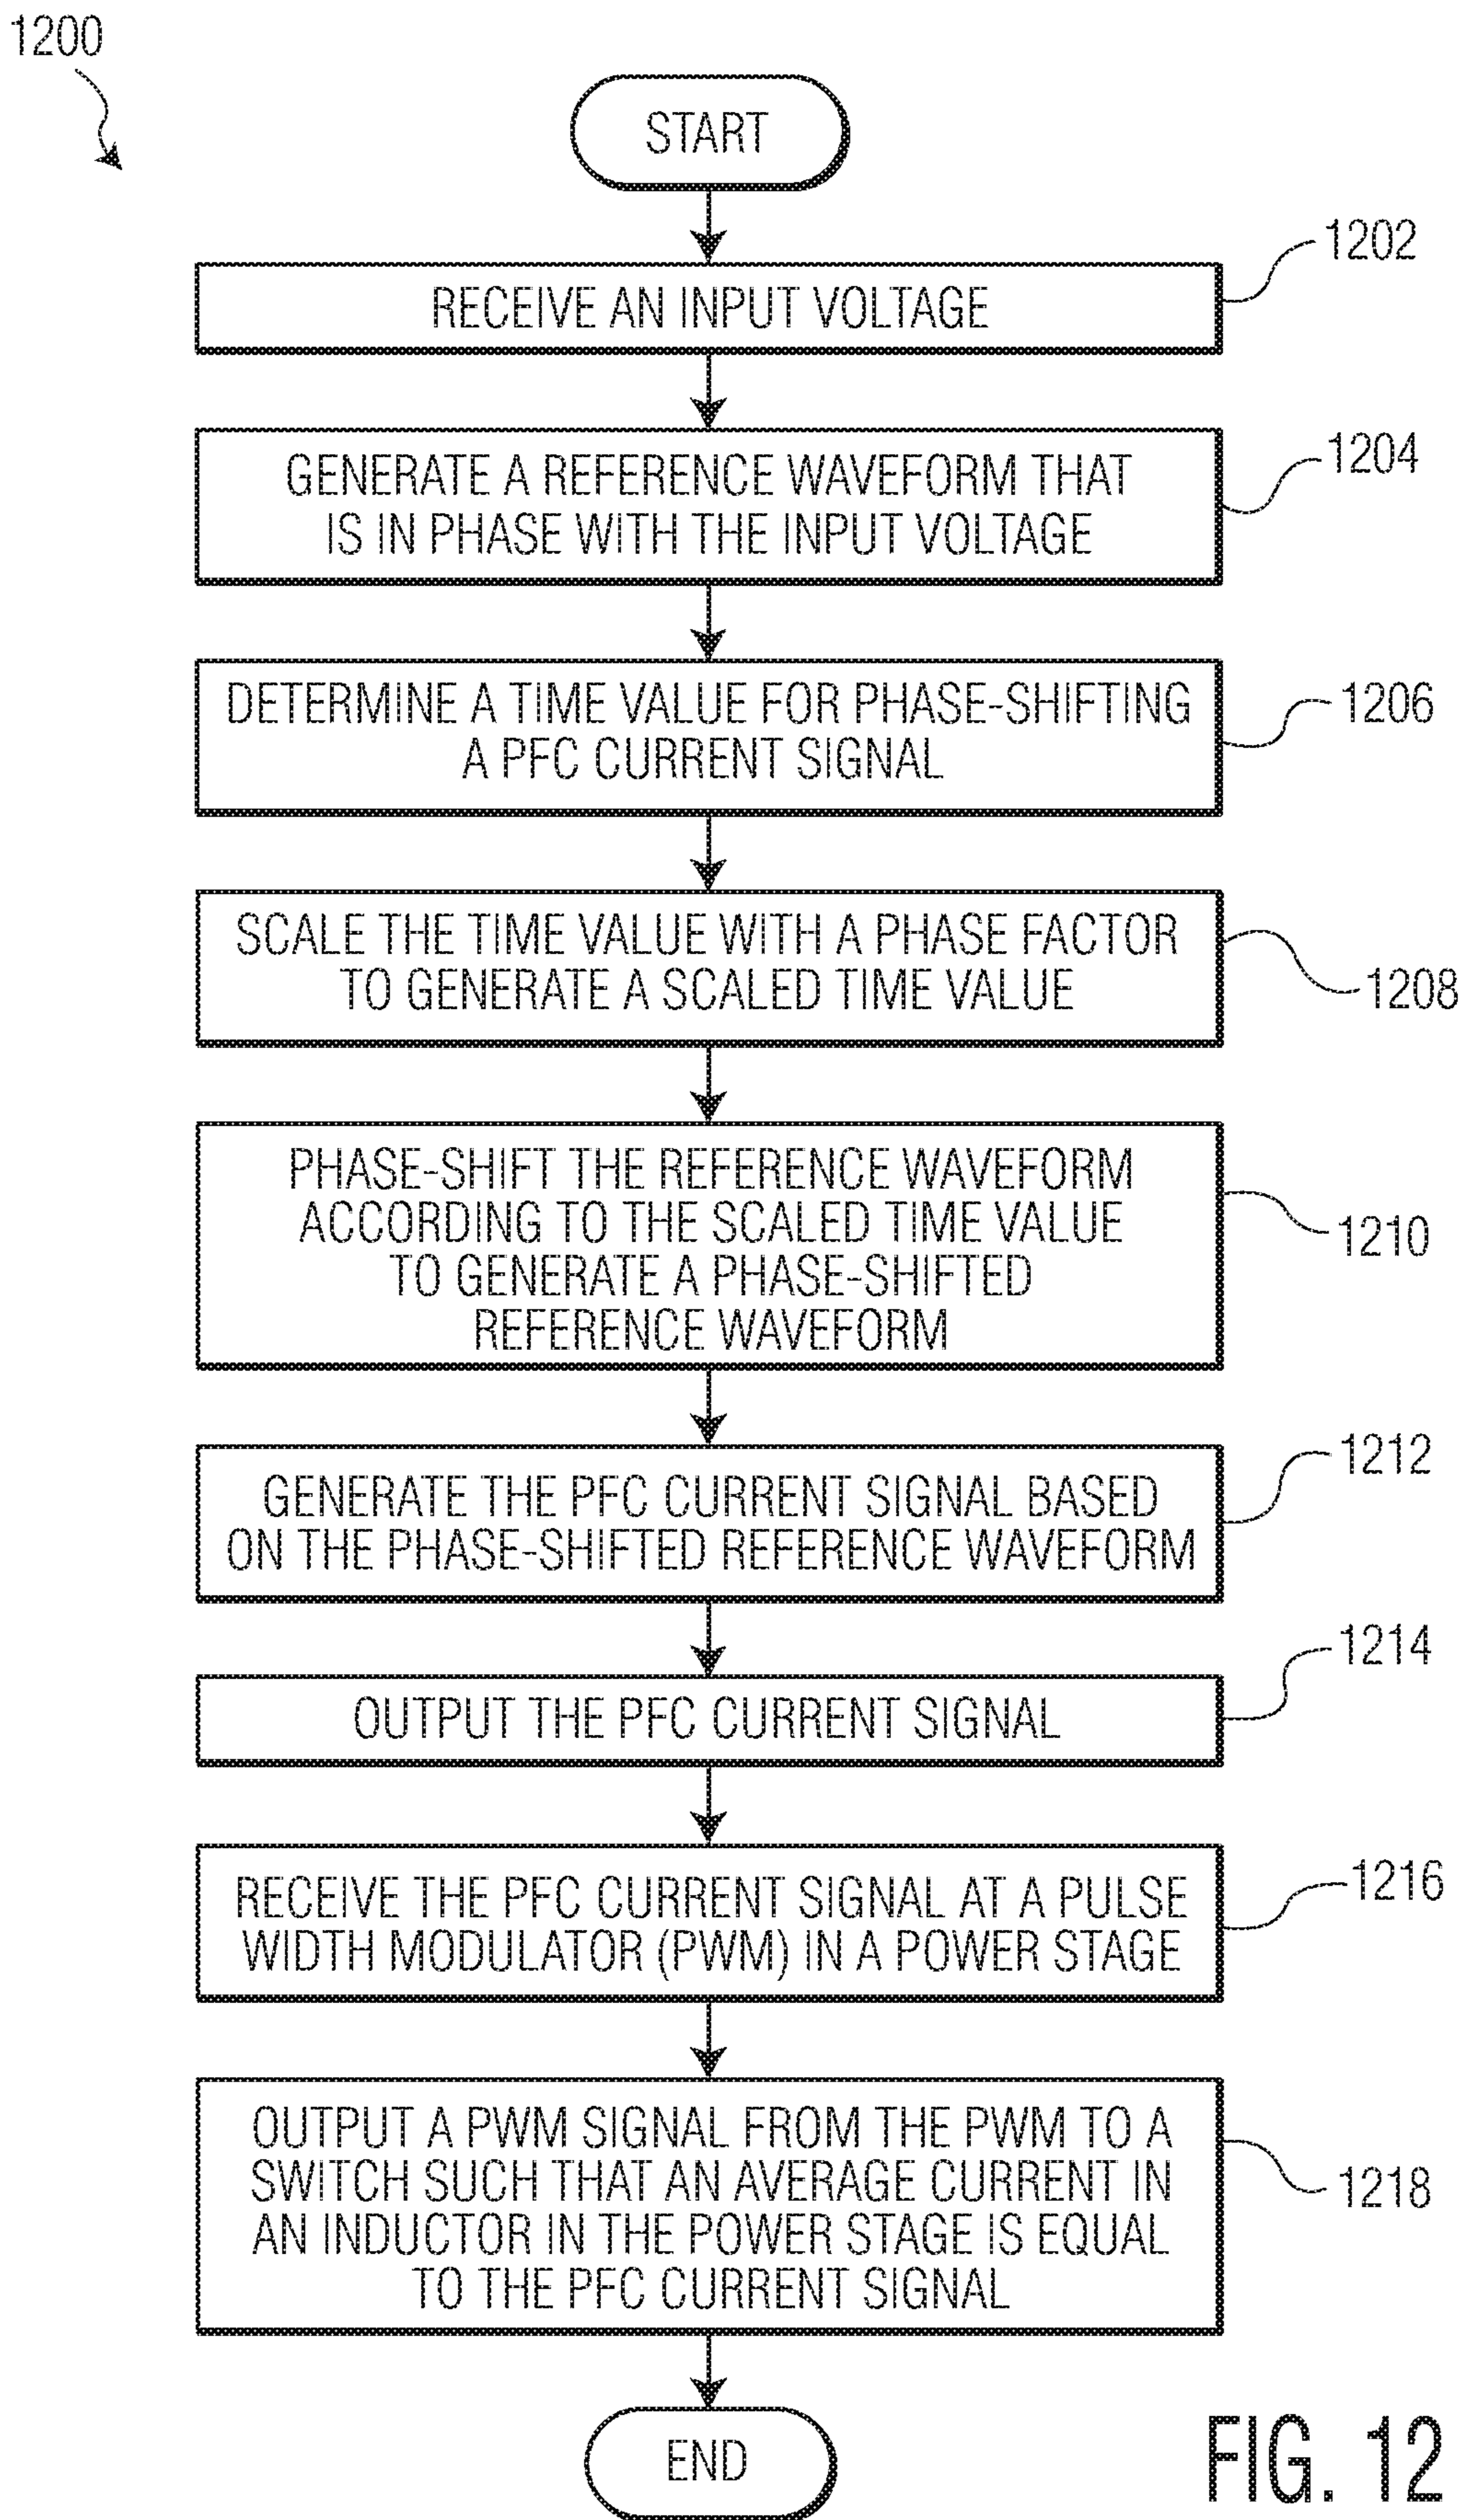 1200
START
1202
RECEIVE AN INPUT VOLTAGE
1204
GENERATE A REFERENCE WAVEFORM THAT
IS IN PHASE WITH THE INPUT VOLTAGE
1206
DETERMINE A TIME VALUE FOR PHASE-SHIFTING
A PFC CURRENT SIGNAL
SCALE THE TIME VALUE WITH A PHASE FACTOR
TO GENERATE A SCALED TIME VALUE
1208
PHASE-SHIFT THE REFERENCE WAVEFORM
ACCORDING TO THE SCALED TIME VALUE
TO GENERATE A PHASE-SHIFTED
REFERENCE WAVEFORM
1210
1212
GENERATE THE PFC CURRENT SIGNAL BASED
ON THE PHASE-SHIFTED REFERENCE WAVEFORM
1214
OUTPUT THE PFC CURRENT SIGNAL
1216
RECEIVE THE PFC CURRENT SIGNAL AT A PULSE
WIDTH MODULATOR (PWM) IN A POWER STAGE
OUTPUT A PWM SIGNAL FROM THE PWM TO A
SWITCH SUCH THAT AN AVERAGE CURRENT IN
AN INDUCTOR IN THE POWER STAGE IS EQUAL
TO THE PFC CURRENT SIGNAL
1218
END
FIG. 12